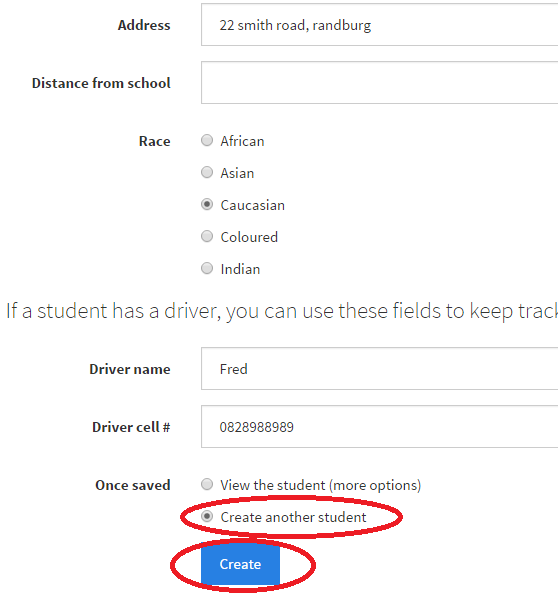 Address 22 smith road, randburg
Distance from school
Race African
Asian
Caucasian
Coloured
Indian
If a student has a driver, you can use these fields to keep track
Driver name Fred
Driver cell # 0828988989
Once saved View the student (more options)
Create another student
Create